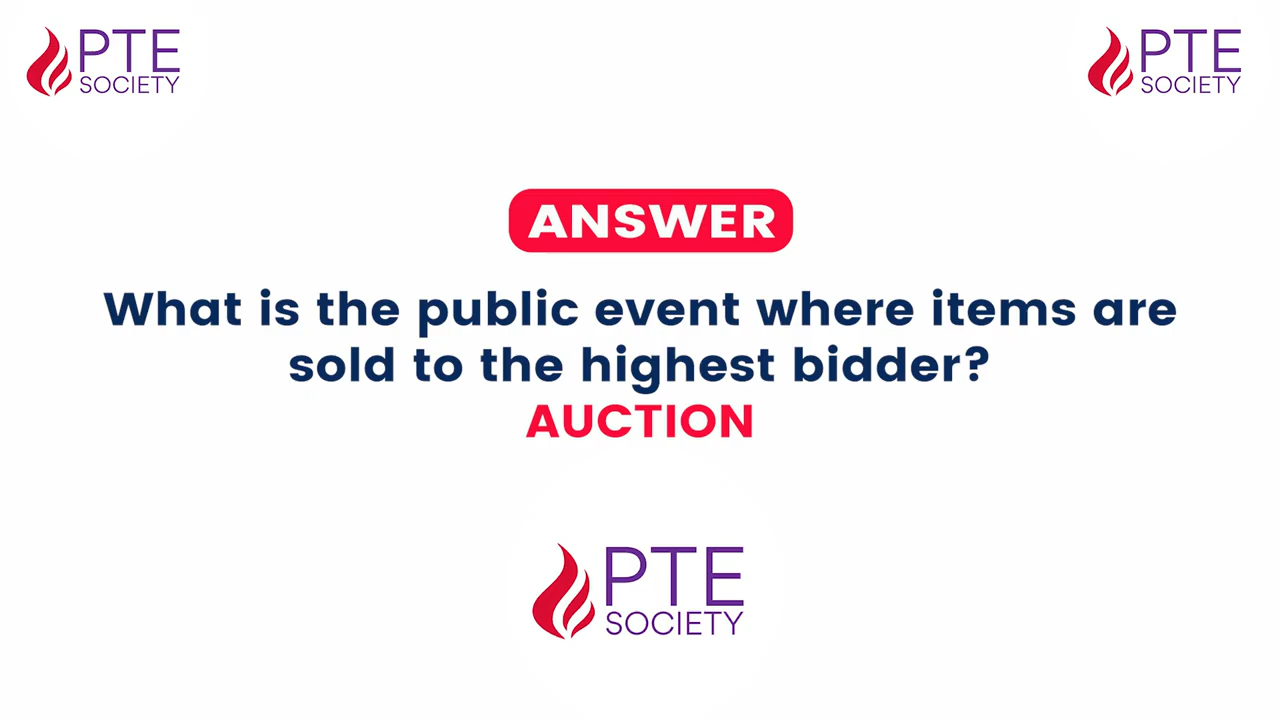 PTE
SOCIETY
PTE
SOCIETY
ANSWER
What is the public event where items are
sold to the highest bidder?
AUCTION
PTE
SOCIETY